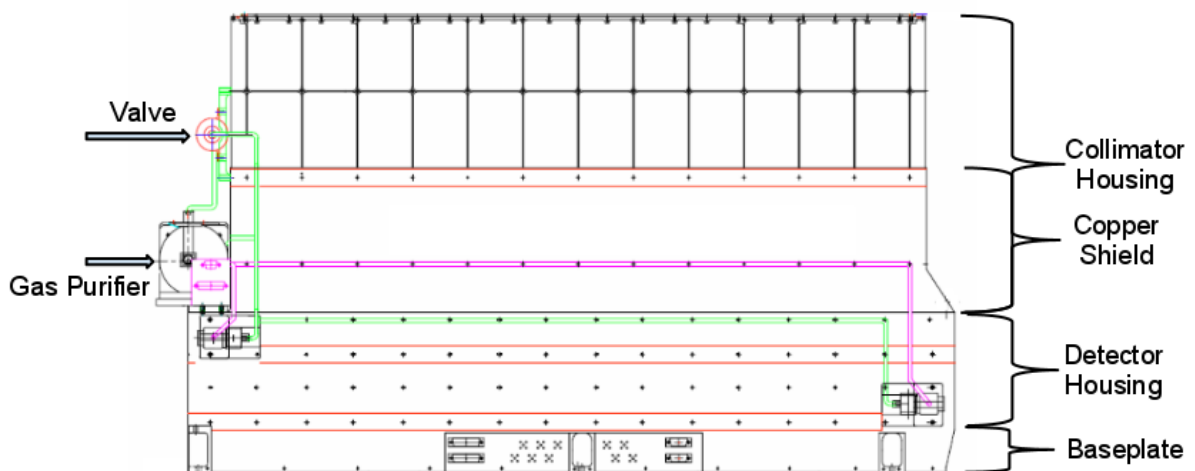 Valve
Gas Purifier
Collimator
Housing
Copper
Shield
Detector
Housing
Baseplate